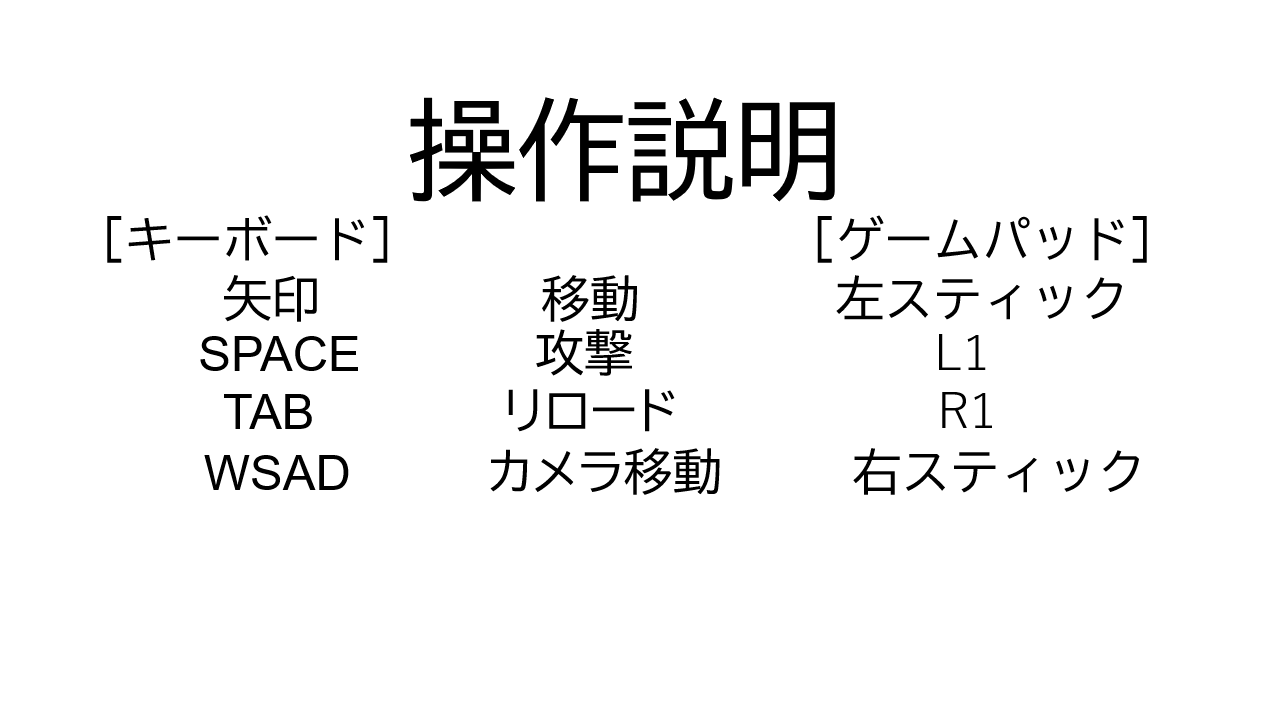 操作説明
［キーボード］ ［ゲームパッド］
矢印 移動 左スティック
SPACE 攻撃 L1
TAB リロード R1
WSAD カメラ移動 右スティック